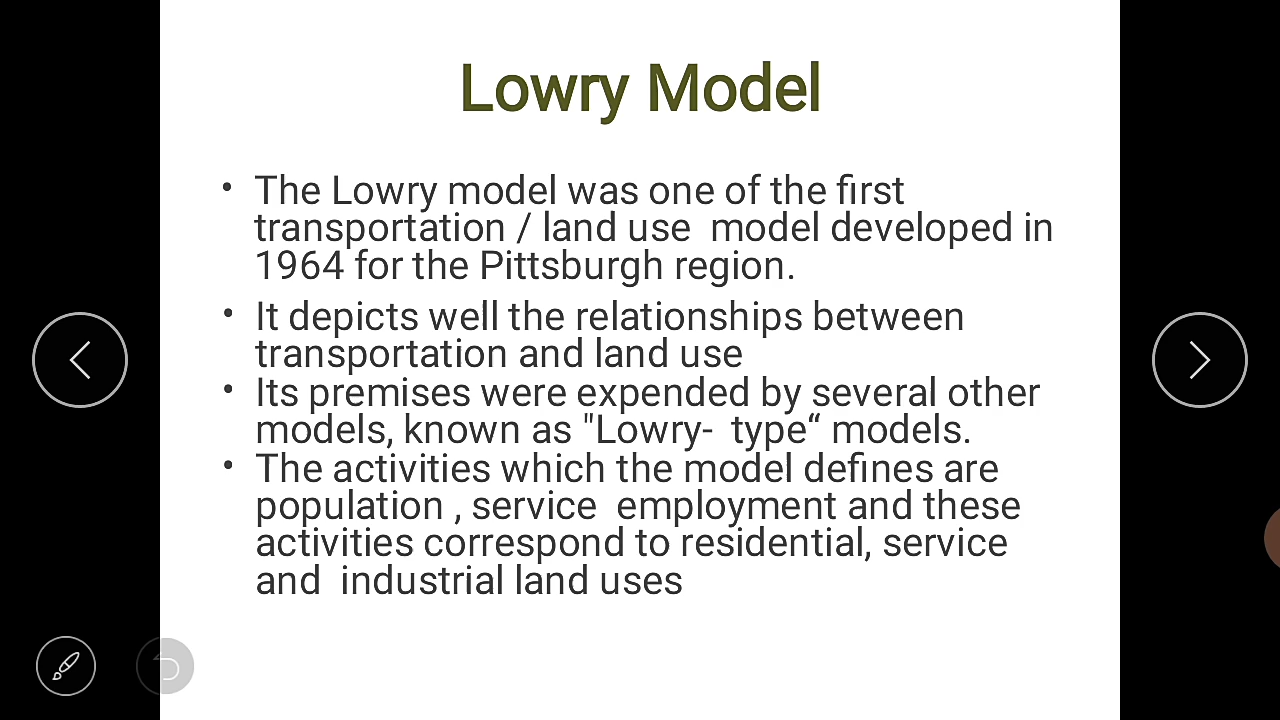 Lowry Model
• The Lowry model was one of the first
transportation / land use  model developed in
1964 for the Pittsburgh region.
• It depicts well the relationships between
transportation and land use
• Its premises were expended by several other
models, known as "Lowry-  type“ models.
• The activities which the model defines are
population , service  employment and these
activities correspond to residential, service
and  industrial land uses